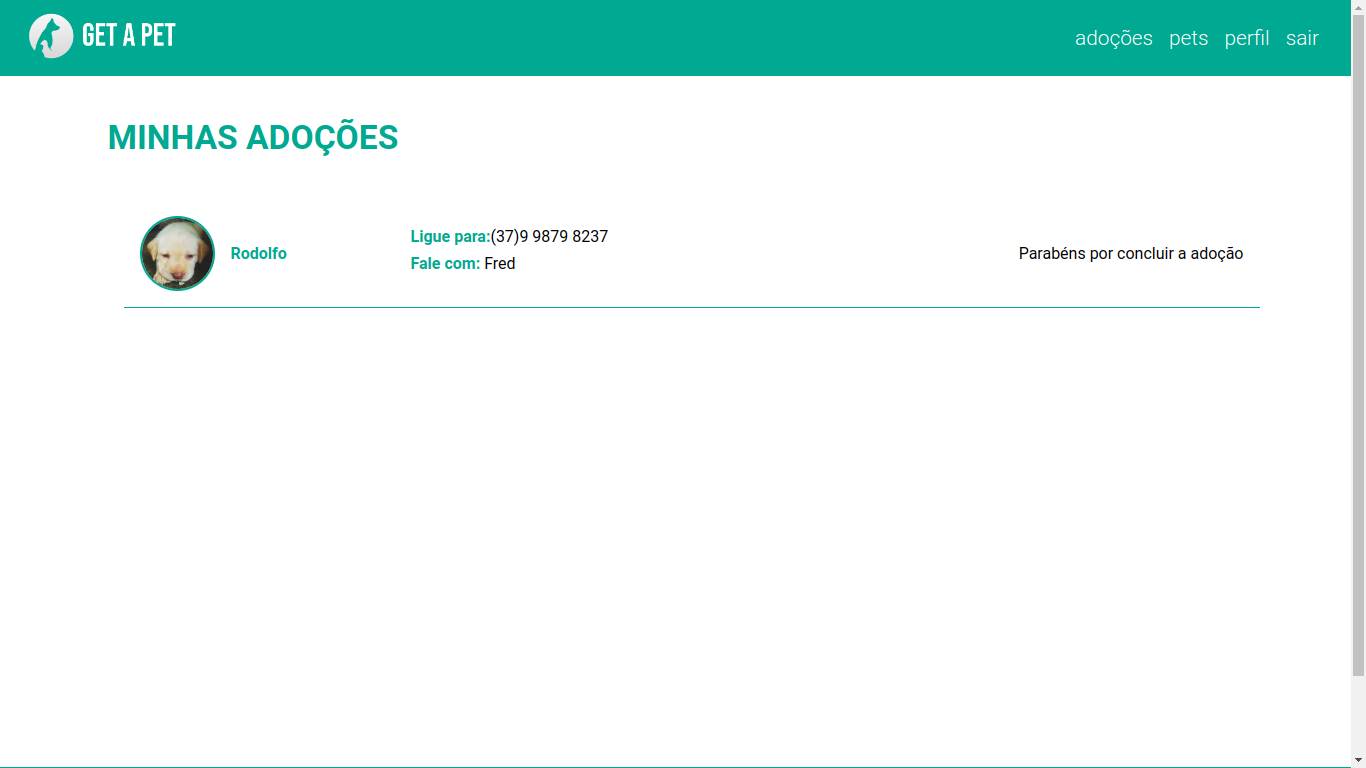 GET A PET
adoções pets perfil sair
MINHAS ADOÇÕES
Rodolfo
Ligue para:(37)9 9879 8237
Fale com: Fred
Parabéns por concluir a adoção